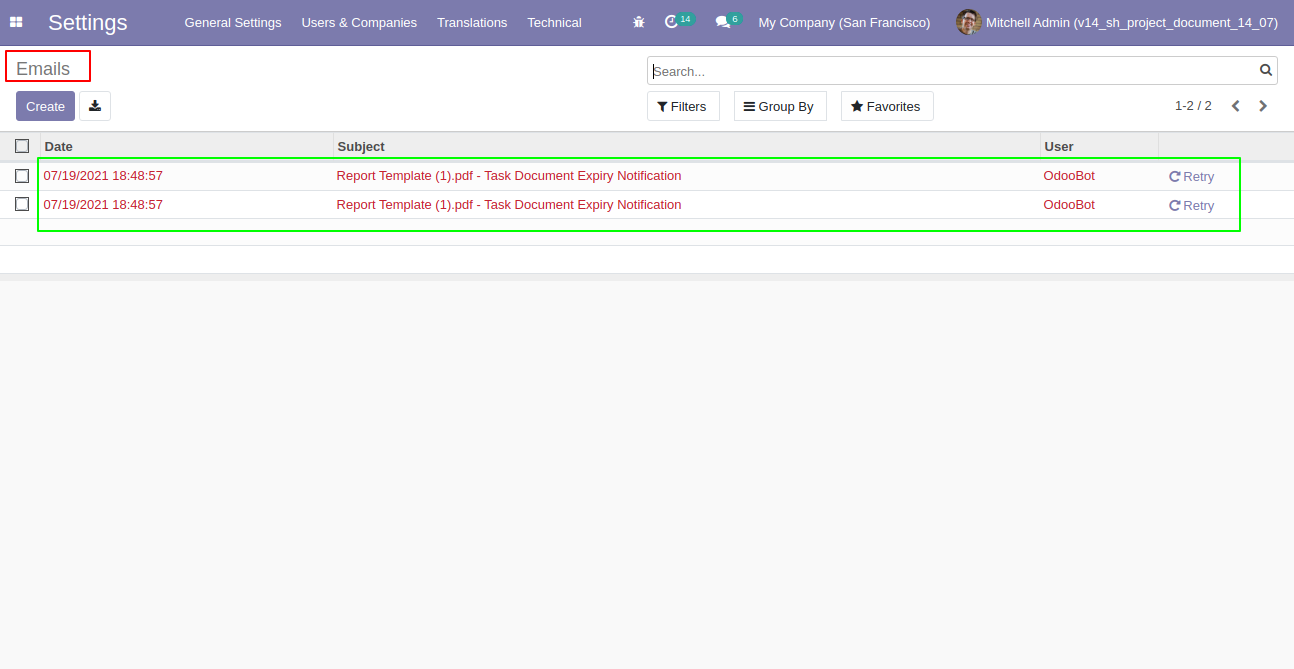 Settings General Settings Users & Companies Translations Technical 14 6 My Company (San Francisco) Mitchell Admin (v14_sh_project_document_14_07)
Emails
Search...
Create Filters Group By Favorites 1-2 / 2
Date Subject User
07/19/2021 18:48:57 Report Template (1).pdf - Task Document Expiry Notification OdooBot Retry
07/19/2021 18:48:57 Report Template (1).pdf - Task Document Expiry Notification OdooBot Retry